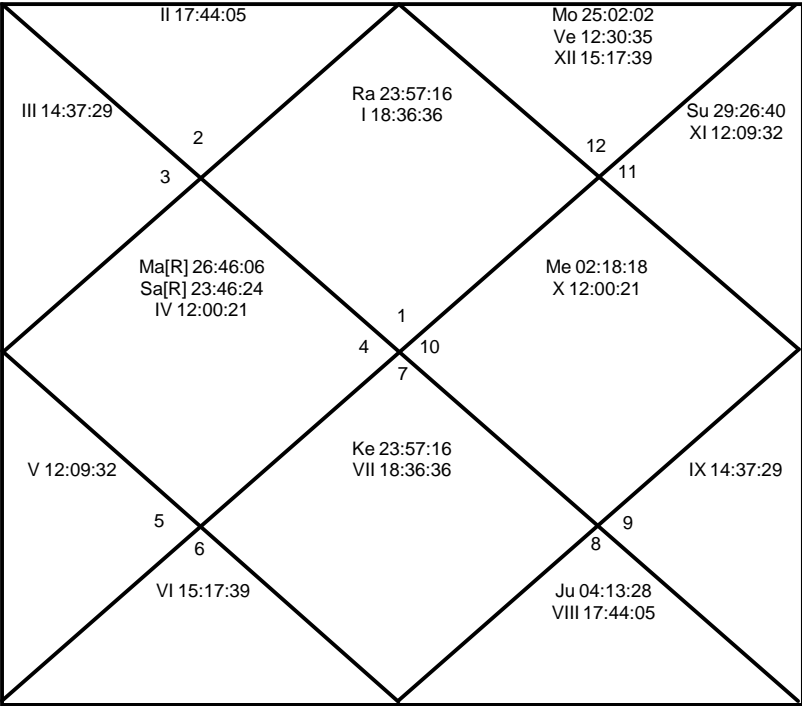 II 17:44:05
Mo 25:02:02
Ve 12:30:35
XII 15:17:39
Ra 23:57:16
I 18:36:36
III 14:37:29
Su 29:26:40
XI 12:09:32
2
12
3
11
Ma[R] 26:46:06
Sa[R] 23:46:24
IV 12:00:21
Me 02:18:18
X 12:00:21
1
4
10
7
Ke 23:57:16
VII 18:36:36
V 12:09:32
IX 14:37:29
5
9
6
8
VI 15:17:39
Ju 04:13:28
VIII 17:44:05